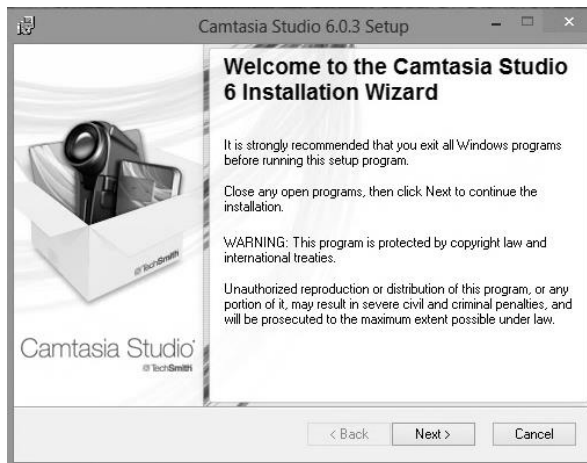 Camtasia Studio 6.0.3 Setup
Welcome to the Camtasia Studio
6 Installation Wizard
It is strongly recommended that you exit all Windows programs
before running this setup program.
Close any open programs, then click Next to continue the
installation.
WARNING: This program is protected by copyright law and
international treaties.
Unauthorized reproduction or distribution of this program, or any
portion of it, may result in severe civil and criminal penalties, and
will be prosecuted to the maximum extent possible under law.
TechSmith
Camtasia Studio
TechSmith
< Back
Next >
Cancel